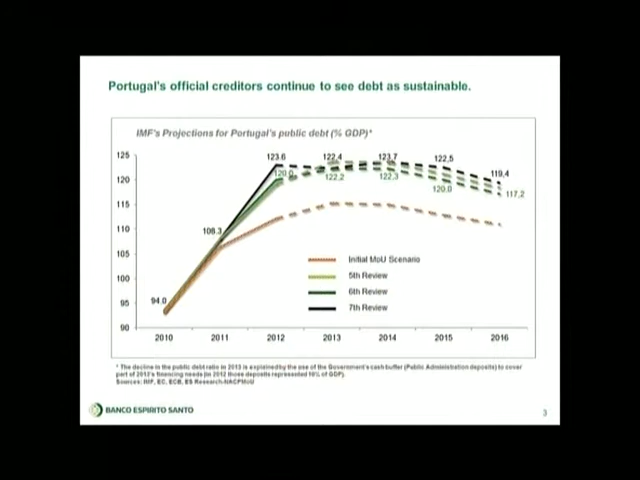 Portugal's official creditors continue to see debt as sustainable.
IMF's Projections for Portugal's public debt (% GDP)*
125
120
115
110
105
100
95
90
94.0
108.3
123.6
120.0
122.4
122.2
123.7
122.3
122,5
120.0
119,4
117,2
Initial MoU Scenario
5th Review
6th Review
7th Review
2010 2011 2012 2013 2014 2015 2016
* The decline in the public debt ratio in 2013 is explained by the use of the Government's cash buffer (Public Administration deposits) to cover
part of 2013's financing needs (in 2012 those deposits represented 10% of GDP).
Sources: IMF, EC, ECB, ES Research-
BANCO ESPIRITO SANTO
3